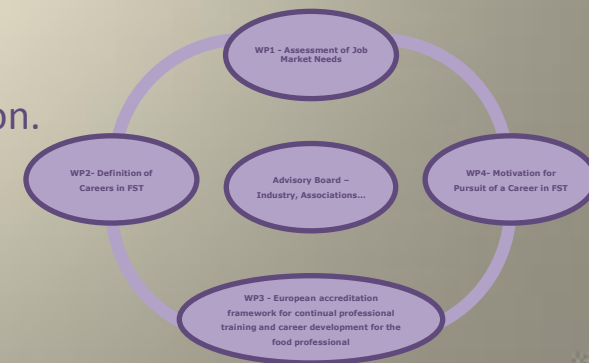 WP1 - Assessment of Job
Market Needs
on.
WP2- Definition of
Careers in FST
Advisory Board –
Industry, Associations...
WP4- Motivation for
Pursuit of a Career in FST
WP3 - European accreditation
framework for continual professional
training and career development for the
food professional